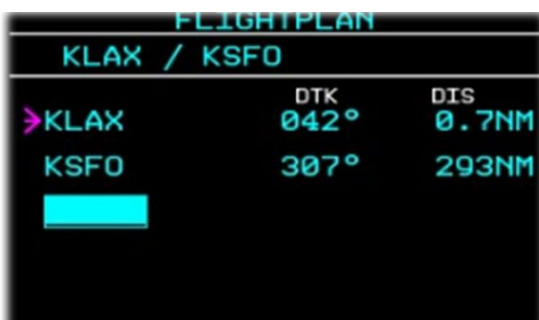 FLIGHTPLAN
KLAX / KSFO
DTK DIS
KLAX 042° 0.7NM
KSFO 307° 293NM